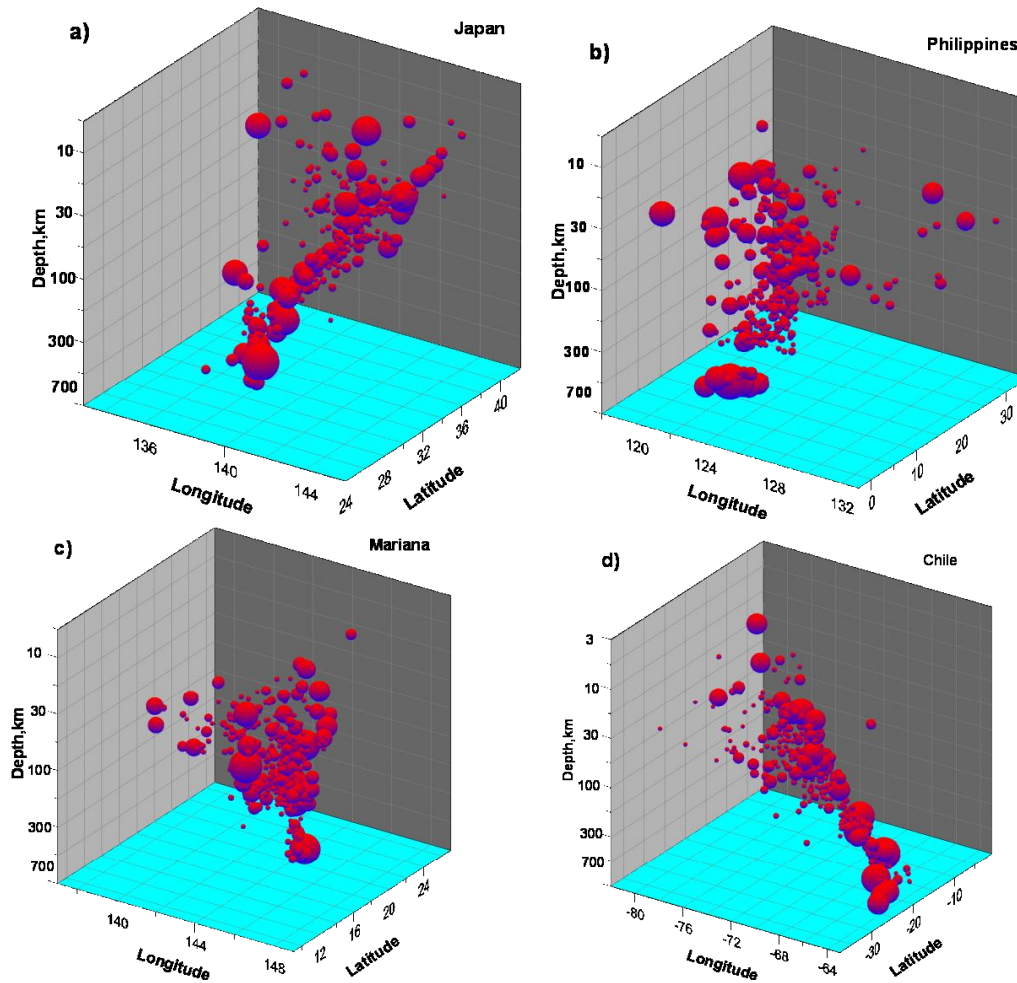 a)
Japan
Depth,km
10
30
100
300
700
136
140
144
Longitude
24
28
32
36
40
Latitude
b)
Philippines
Depth,km
10
30
100
300
700
120
124
128
132
Longitude
0
10
20
30
Latitude
c)
Mariana
Depth,km
10
30
100
300
700
140
144
148
Longitude
12
16
20
24
Latitude
d)
Chile
Depth,km
3
10
30
100
300
700
-80
-76
-72
-68
-64
Longitude
-30
-20
-10
Latitude